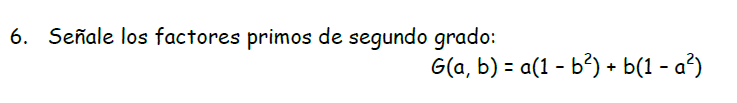 6. Señale los factores primos de segundo grado:
G(a, b) = a(1 – b²) + b(1 – a²)